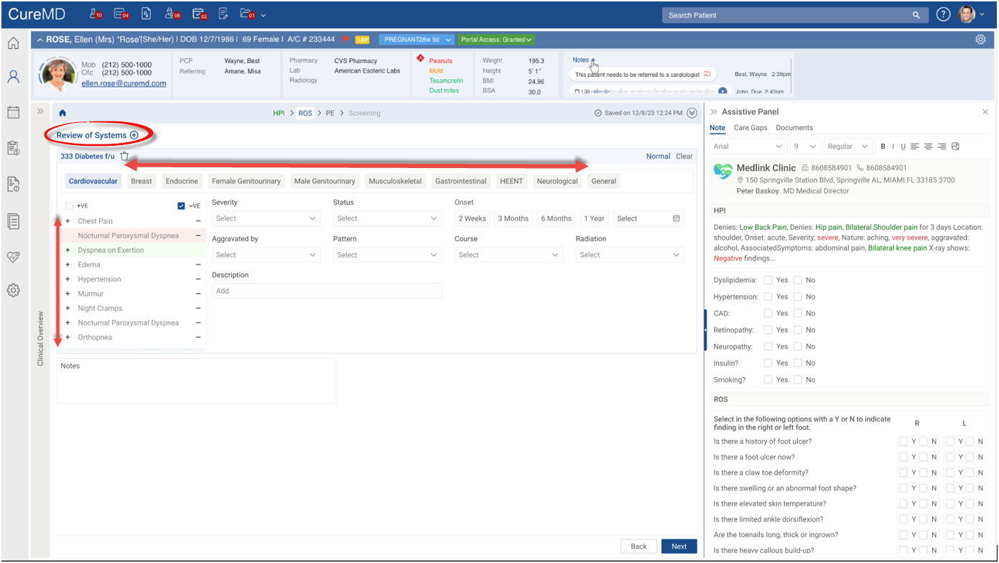 CureMD
10 04 06 02 01
Search Patient
ROSE, Ellen (Mrs) "Rose"(She/Her) | DOB 12/7/1986 | 69 Female | A/C # 233444 LEP PREGNANT28w 5d Portal Access: Granted
Mob (212) 500-1000
Ofc (212) 500-1000
ellen.rose@curemd.com
PCP Wayne, Best
Referring Amane, Misa
Pharmacy CVS Pharmacy
Lab American Esoteric Labs
Radiology
Peanuts
Mold
Tesamorelin
Dust mites
Weight 195.3
Height 5' 1"
BMI 24.96
BSA 30.0
Notes +
This patient needs to be referred to a cardiologist Best, Wayne 2:39pm
1:30 John, Doe 2:43pm
HPI > ROS > PE > Screening
Saved on 12/8/23 12:24 PM
Review of Systems
333 Diabetes f/u Normal Clear
Cardiovascular Breast Endocrine Female Genitourinary Male Genitourinary Musculoskeletal Gastrointestinal HEENT Neurological General
+VE –VE
+ Chest Pain –
Nocturnal Paroxysmal Dyspnea
+ Dyspnea on Exertion
+ Edema –
+ Hypertension –
+ Murmur –
+ Night Cramps –
+ Nocturnal Paroxysmal Dyspnea –
+ Orthopnea –
Severity Status Onset
Select Select 2 Weeks 3 Months 6 Months 1 Year Select
Aggravated by Pattern Course Radiation
Select Select Select Select
Description
Add
Notes
Clinical Overview
Back Next
Assistive Panel
Note Care Gaps Documents
Arial 9 Regular B I U
Medlink Clinic 8608584901 8608584901
150 Springville Station Blvd, Springville AL, MIAMI FL 33185 3700
Peter Baskoy MD Medical Director
HPI
Denies: Low Back Pain, Denies: Hip pain, Bilateral Shoulder pain for 3 days Location:
shoulder, Onset: acute, Severity; severe, Nature: aching, very severe, aggravated:
alcohol, AssociatedSymptoms: abdominal pain, Bilateral knee pain X-ray shows:
Negative findings...
Dyslipidemia: Yes No
Hypertension: Yes No
CAD: Yes No
Retinopathy: Yes No
Neuropathy: Yes No
Insulin? Yes No
Smoking? Yes No
ROS
Select in the following options with a Y or N to indicate
finding in the right or left foot. R L
Is there a history of foot ulcer? Y N Y N
Is there a foot ulcer now? Y N Y N
Is there a claw toe deformity? Y N Y N
Is there swelling or an abnormal foot shape? Y N Y N
Is there elevated skin temperature? Y N Y N
Is there limited ankle dorsiflexion? Y N Y N
Are the toenails long, thick or ingrown? Y N Y N
Is there heavy callous build-up? Y N Y N